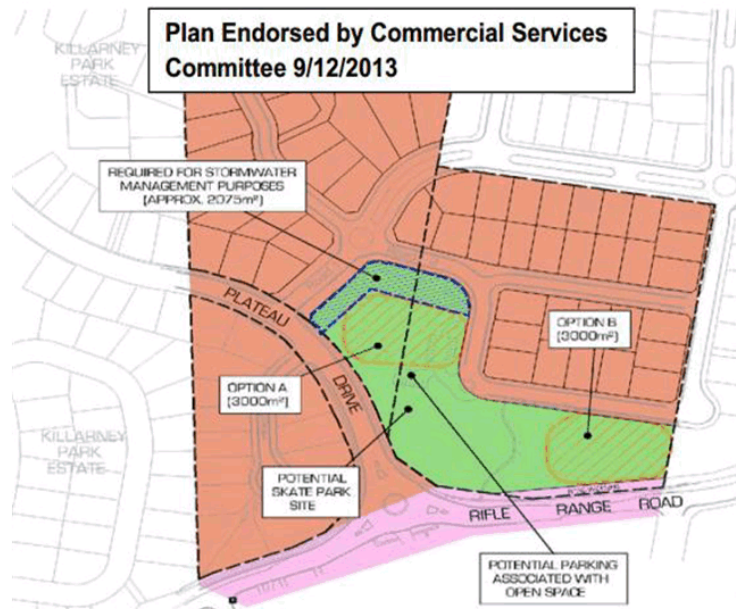 Plan Endorsed by Commercial Services
Committee 9/12/2013
KILLARNEY
PARK
ESTATE
REQUIRED FOR STORMWATER
MANAGEMENT PURPOSES
(APPROX. 2075m²)
PLATEAU
DRIVE
OPTION B
(3000m²)
OPTION A
(3000m²)
KILLARNEY
PARK
ESTATE
POTENTIAL
SKATE PARK
SITE
RIFLE RANGE ROAD
POTENTIAL PARKING
ASSOCIATED WITH
OPEN SPACE